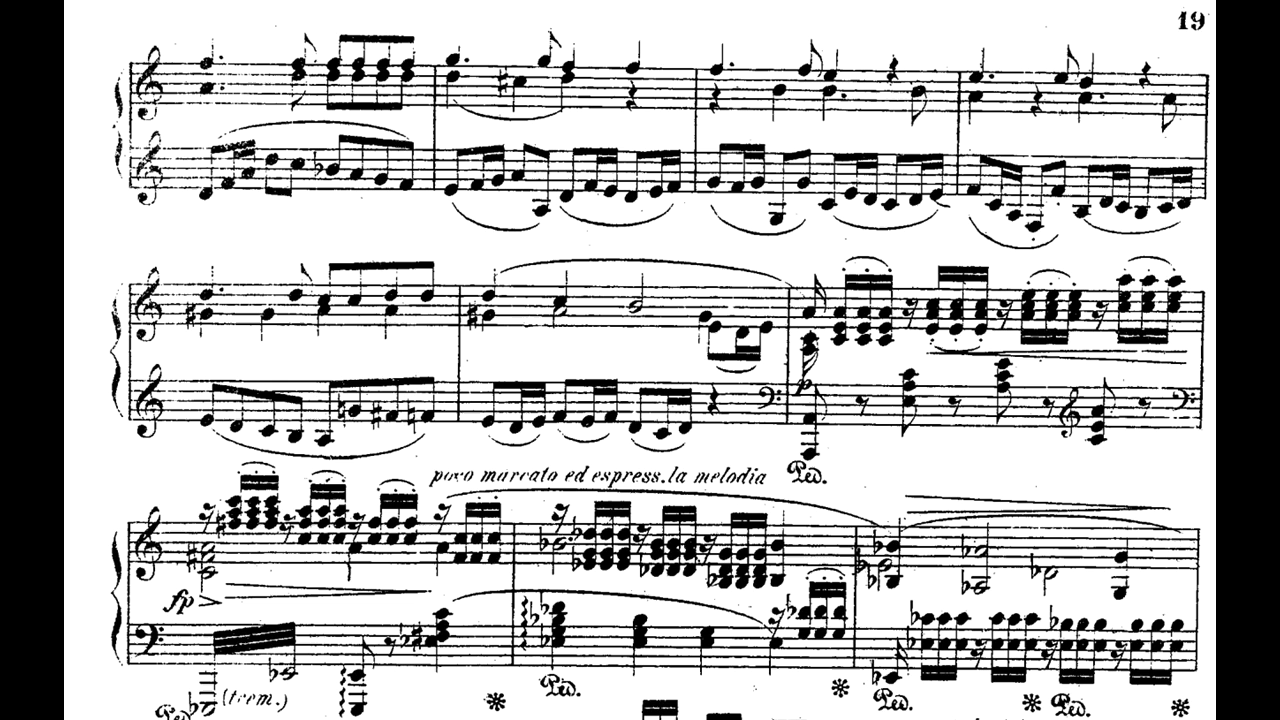 19
p
Ped.
poco marcato ed espress. la melodia
fp
(trem.)
Ped.
Ped.
Ped.
Ped.